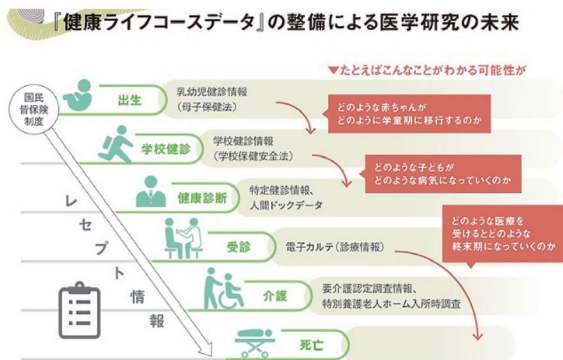 『健康ライフコースデータ』の整備による医学研究の未来
▼たとえばこんなことがわかる可能性が
国民
皆保険
制度
出生
乳幼児健診情報
(母子保健法)
どのような赤ちゃんが
どのように学童期に移行するのか
学校健診
学校健診情報
(学校保健安全法)
どのような子どもが
どのような病気になっていくのか
健康診断
特定健診情報、
人間ドックデータ
どのような医療を
受けるとどのような
終末期になっていくのか
受診
電子カルテ(診療情報)
介護
要介護認定調査情報、
特別養護老人ホーム入所時調査
死亡
レセプト情報